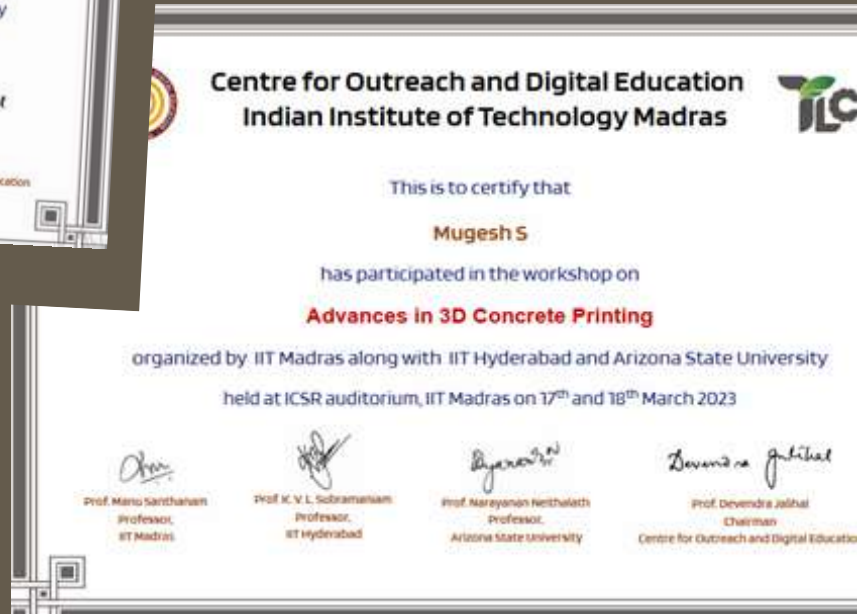 y
t
cation
Centre for Outreach and Digital Education
Indian Institute of Technology Madras
TLC
This is to certify that
Mugesh S
has participated in the workshop on
Advances in 3D Concrete Printing
organized by IIT Madras along with IIT Hyderabad and Arizona State University
held at ICSR auditorium, IIT Madras on 17th and 18th March 2023
Devendra Jalihal
Prof. Manu Santhanam
Professor,
IIT Madras
Prof K. V. L. Subramaniam
Professor,
IIT Hyderabad
Prof. Narayanan Neithalath
Professor,
Arizona State University
Prof. Devendra Jalihal
Chairman
Centre for Outreach and Digital Education